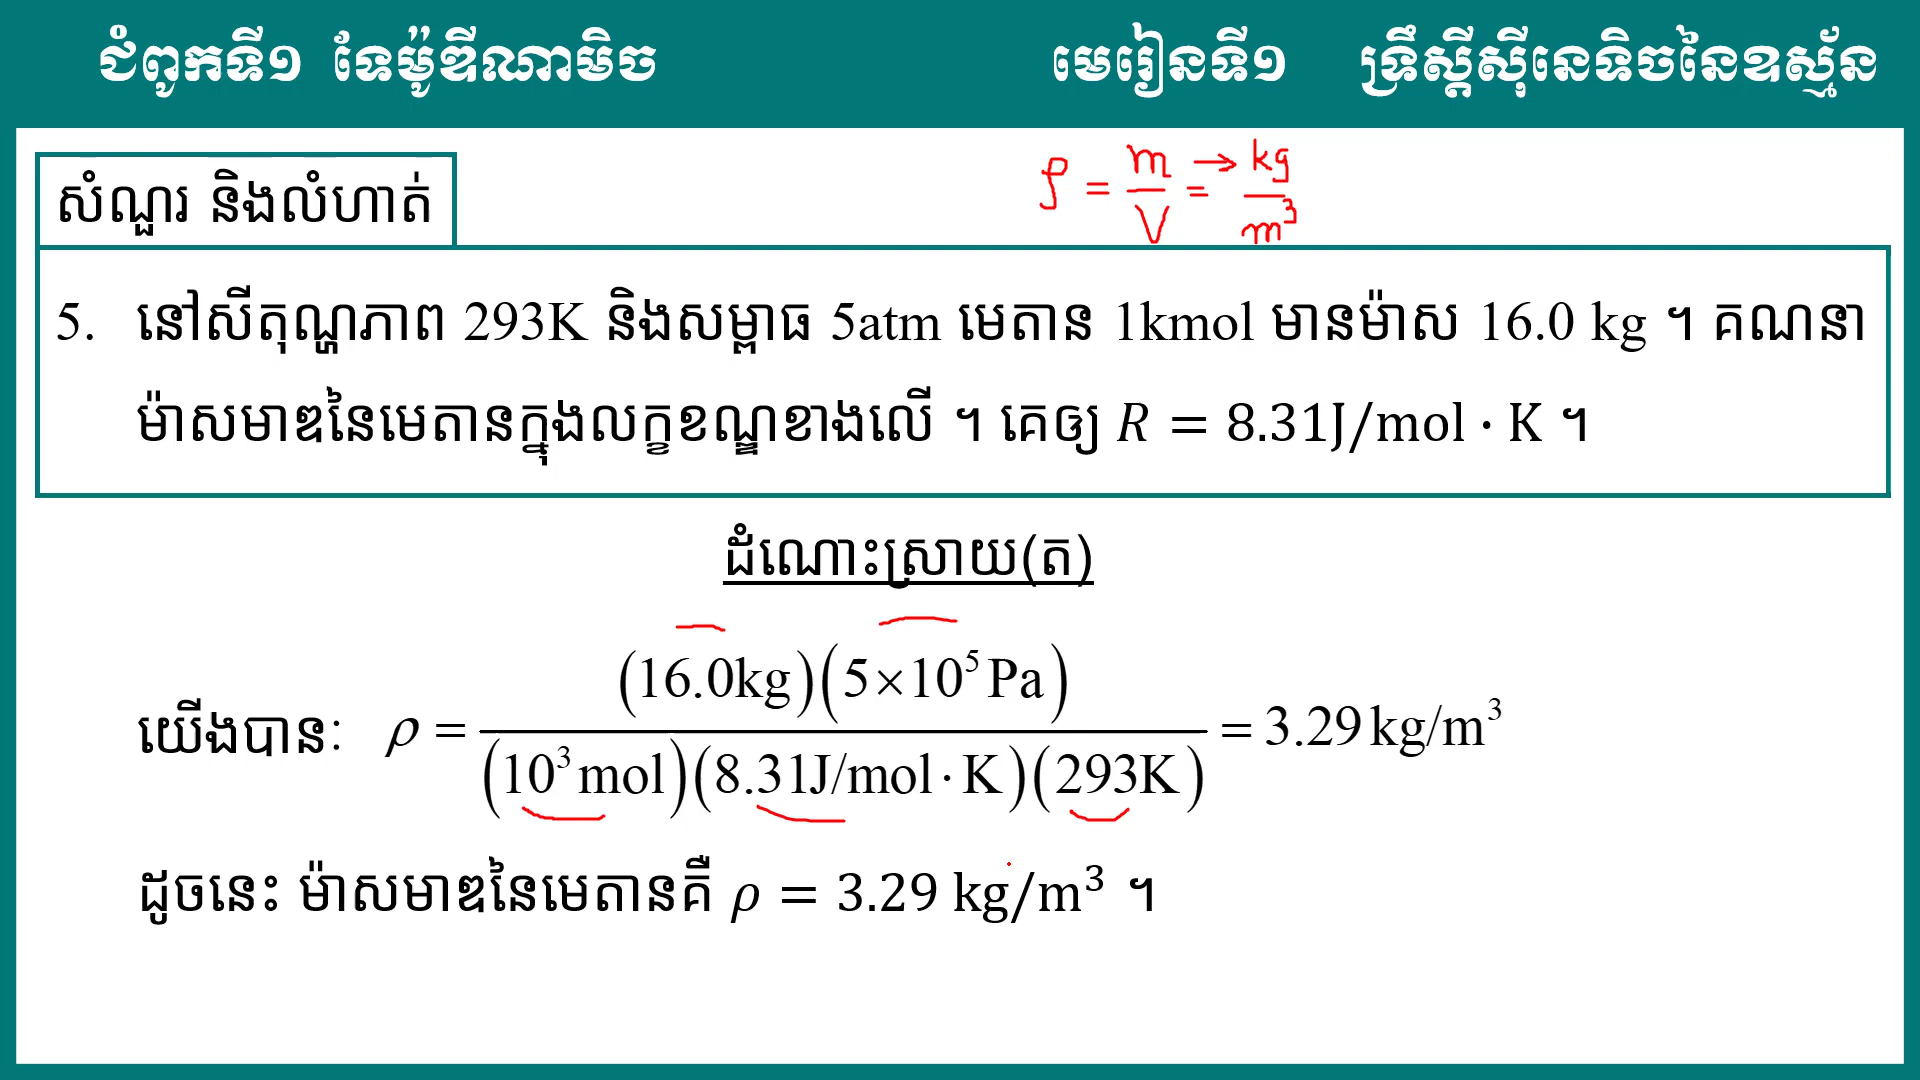 ជំពូកទី១ ទែម៉ូឌីណាមិច
មេរៀនទី១ ទ្រឹស្តីស៊ីនេទិចនៃឧស្ម័ន
ρ = m/V = → kg/m³
សំណួរ និងលំហាត់
5. នៅសីតុណ្ហភាព 293K និងសម្ពាធ 5atm មេតាន 1kmol មានម៉ាស 16.0 kg ។ គណនា
ម៉ាសមាឌនៃមេតានក្នុងលក្ខខណ្ឌខាងលើ ។ គេឲ្យ R = 8.31J/mol · K ។
ដំណោះស្រាយ(ត)
យើងបាន: ρ = (16.0kg)(5×10⁵Pa)/(10³mol)(8.31J/mol·K)(293K) = 3.29kg/m³
ដូចនេះ ម៉ាសមាឌនៃមេតានគឺ ρ = 3.29 kg/m³ ។